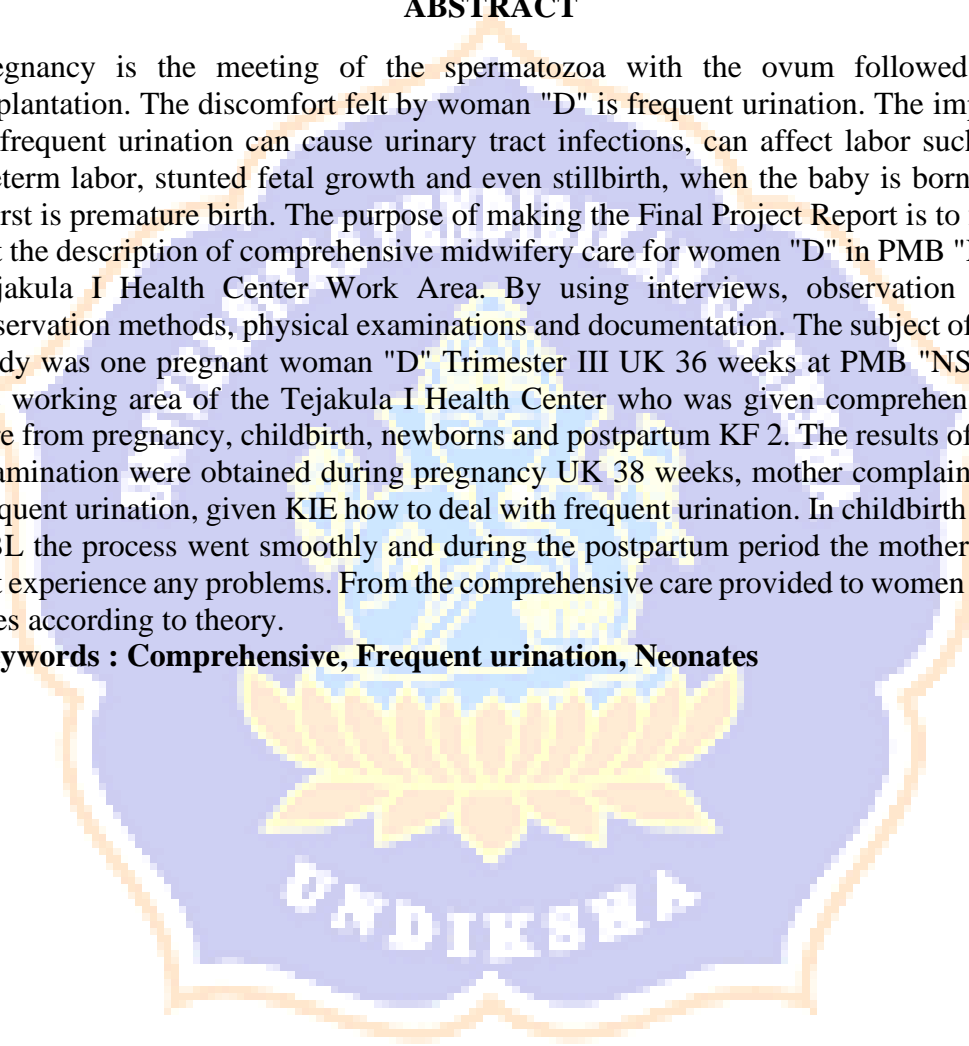 ABSTRACT
egnancy is the meeting of the spermatozoa with the ovum followed
plantation. The discomfort felt by woman "D" is frequent urination. The imp
frequent urination can cause urinary tract infections, can affect labor such
eterm labor, stunted fetal growth and even stillbirth, when the baby is born
rst is premature birth. The purpose of making the Final Project Report is to
t the description of comprehensive midwifery care for women "D" in PMB
jakula I Health Center Work Area. By using interviews, observation
servation methods, physical examinations and documentation. The subject of
dy was one pregnant woman "D" Trimester III UK 36 weeks at PMB "NS
working area of the Tejakula I Health Center who was given comprehen
re from pregnancy, childbirth, newborns and postpartum KF 2. The results of
amination were obtained during pregnancy UK 38 weeks, mother complain
quent urination, given KIE how to deal with frequent urination. In childbirth
BL the process went smoothly and during the postpartum period the mother
t experience any problems. From the comprehensive care provided to women
es according to theory.
ywords : Comprehensive, Frequent urination, Neonates
UNDIKSHA